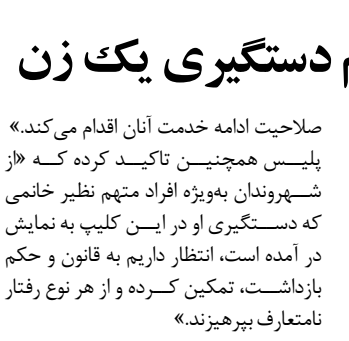 دستگیری یک زن
صلاحیت ادامه خدمت آنان اقدام می‌کند.»
پلیس همچنین تاکید کرده که «از
شهروندان به‌ویژه افراد متهم نظیر خانمی
که دستگیری او در این کلیپ به نمایش
در آمده است، انتظار داریم به قانون و حکم
بازداشت، تمکین کرده و از هر نوع رفتار
نامتعارف بپرهیزند.»